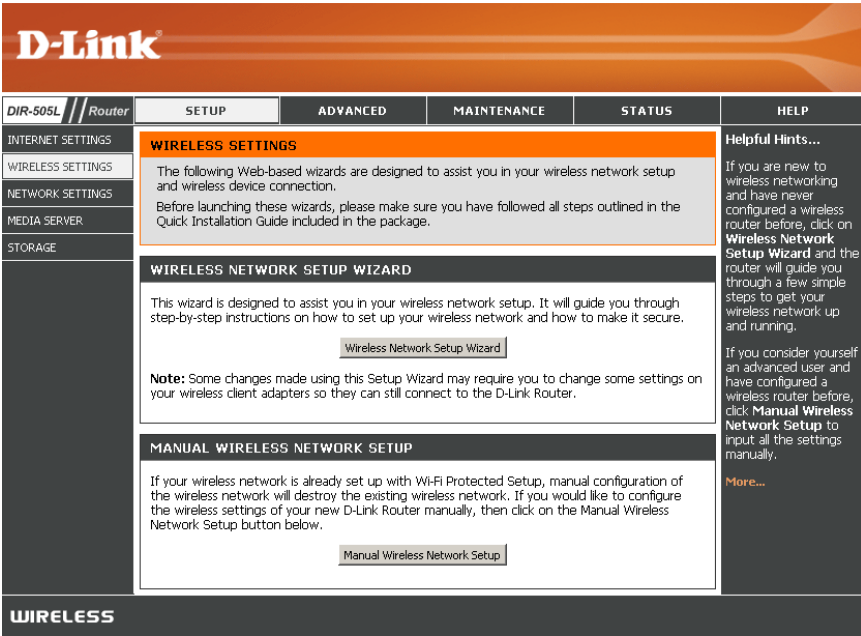 D-Link®
DIR-505L // Router
SETUP
ADVANCED
MAINTENANCE
STATUS
HELP
INTERNET SETTINGS
WIRELESS SETTINGS
NETWORK SETTINGS
MEDIA SERVER
STORAGE
WIRELESS SETTINGS
The following Web-based wizards are designed to assist you in your wireless network setup
and wireless device connection.
Before launching these wizards, please make sure you have followed all steps outlined in the
Quick Installation Guide included in the package.
WIRELESS NETWORK SETUP WIZARD
This wizard is designed to assist you in your wireless network setup. It will guide you through
step-by-step instructions on how to set up your wireless network and how to make it secure.
Wireless Network Setup Wizard
Note: Some changes made using this Setup Wizard may require you to change some settings on
your wireless client adapters so they can still connect to the D-Link Router.
MANUAL WIRELESS NETWORK SETUP
If your wireless network is already set up with Wi-Fi Protected Setup, manual configuration of
the wireless network will destroy the existing wireless network. If you would like to configure
the wireless settings of your new D-Link Router manually, then click on the Manual Wireless
Network Setup button below.
Manual Wireless Network Setup
Helpful Hints...
If you are new to
wireless networking
and have never
configured a wireless
router before, click on
Wireless Network
Setup Wizard and the
router will guide you
through a few simple
steps to get your
wireless network up
and running.
If you consider yourself
an advanced user and
have configured a
wireless router before,
click Manual Wireless
Network Setup to
input all the settings
manually.
More...
WIRELESS